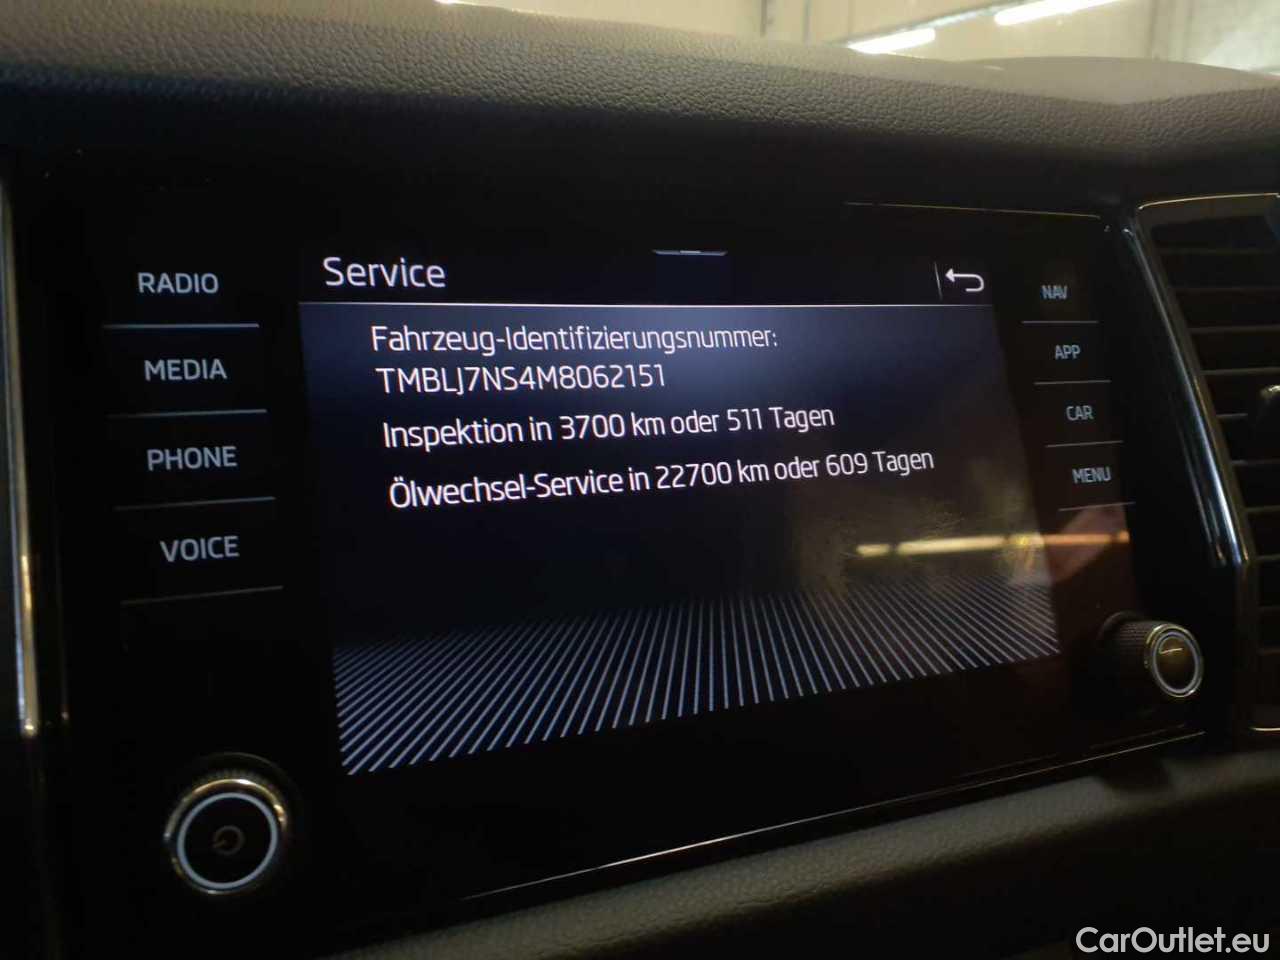 Service
RADIO
MEDIA
PHONE
VOICE
Fahrzeug-Identifizierungsnummer:
TMBLJ7NS4M8062151
Inspektion in 3700 km oder 511 Tagen
Ölwechsel-Service in 22700 km oder 609 Tagen
NAV
APP
CAR
MENU
CarOutlet.eu